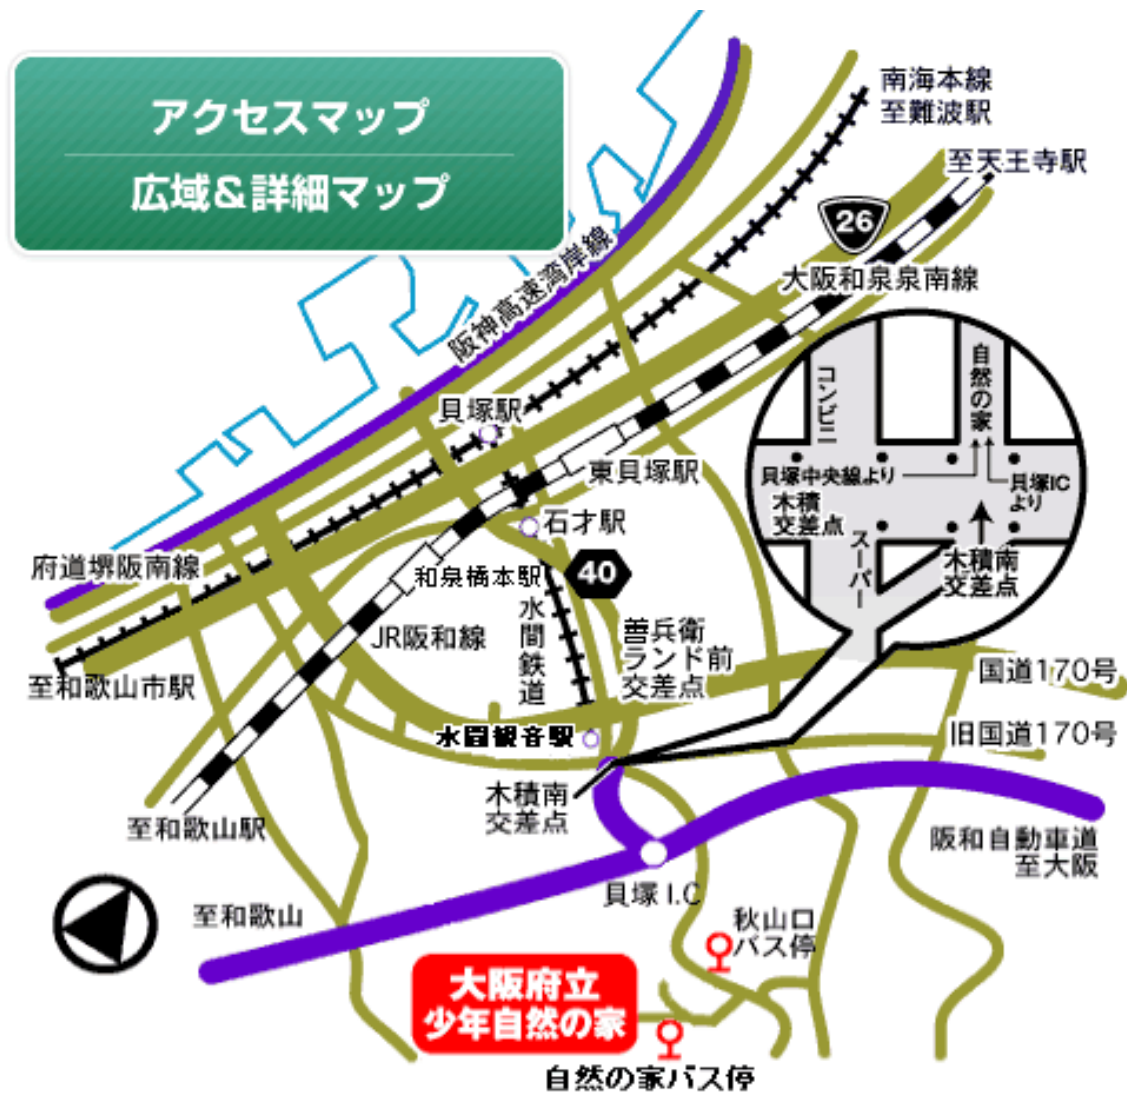 アクセスマップ
広域&詳細マップ
南海本線
至難波駅
至天王寺駅
26
大阪和泉泉南線
阪神高速湾岸線
貝塚駅
東貝塚駅
石才駅
府道堺阪南線
和泉橋本駅
40
水間鉄道
JR阪和線
至和歌山市駅
善兵衛
ランド前
交差点
コンビニ
自然の家
貝塚中央線より
貝塚IC
より
木積
交差点
スーパー
木積南
交差点
国道170号
旧国道170号
水間観音駅
木積南
交差点
至和歌山駅
阪和自動車道
至大阪
貝塚I.C
至和歌山
秋山口
バス停
大阪府立
少年自然の家
自然の家バス停